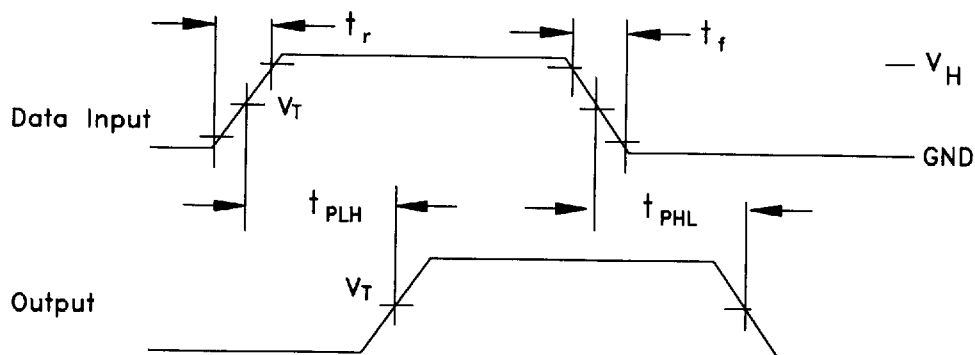 t_r
t_f
V_H
V_T
Data Input
GND
t_PLH
t_PHL
V_T
Output